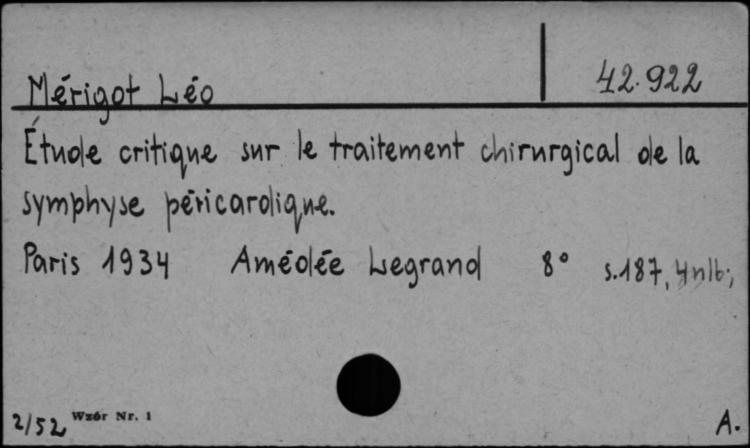 Mérigot Léo 42.922
Étude critique sur le traitement chirurgical de la
symphyse péricardique.
Paris 1934 Amédée Legrand 8° s.187, 4nlb;
2/52 Wzór Nr. 1 A.